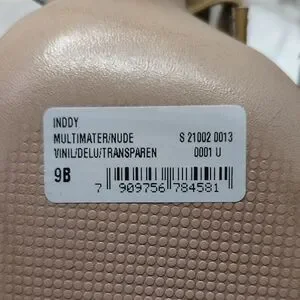 INDDY
MULTIMATER/NUDE S 21002 0013
VINIL/DELU/TRANSPAREN 0001 U
9B
7 909756 784581